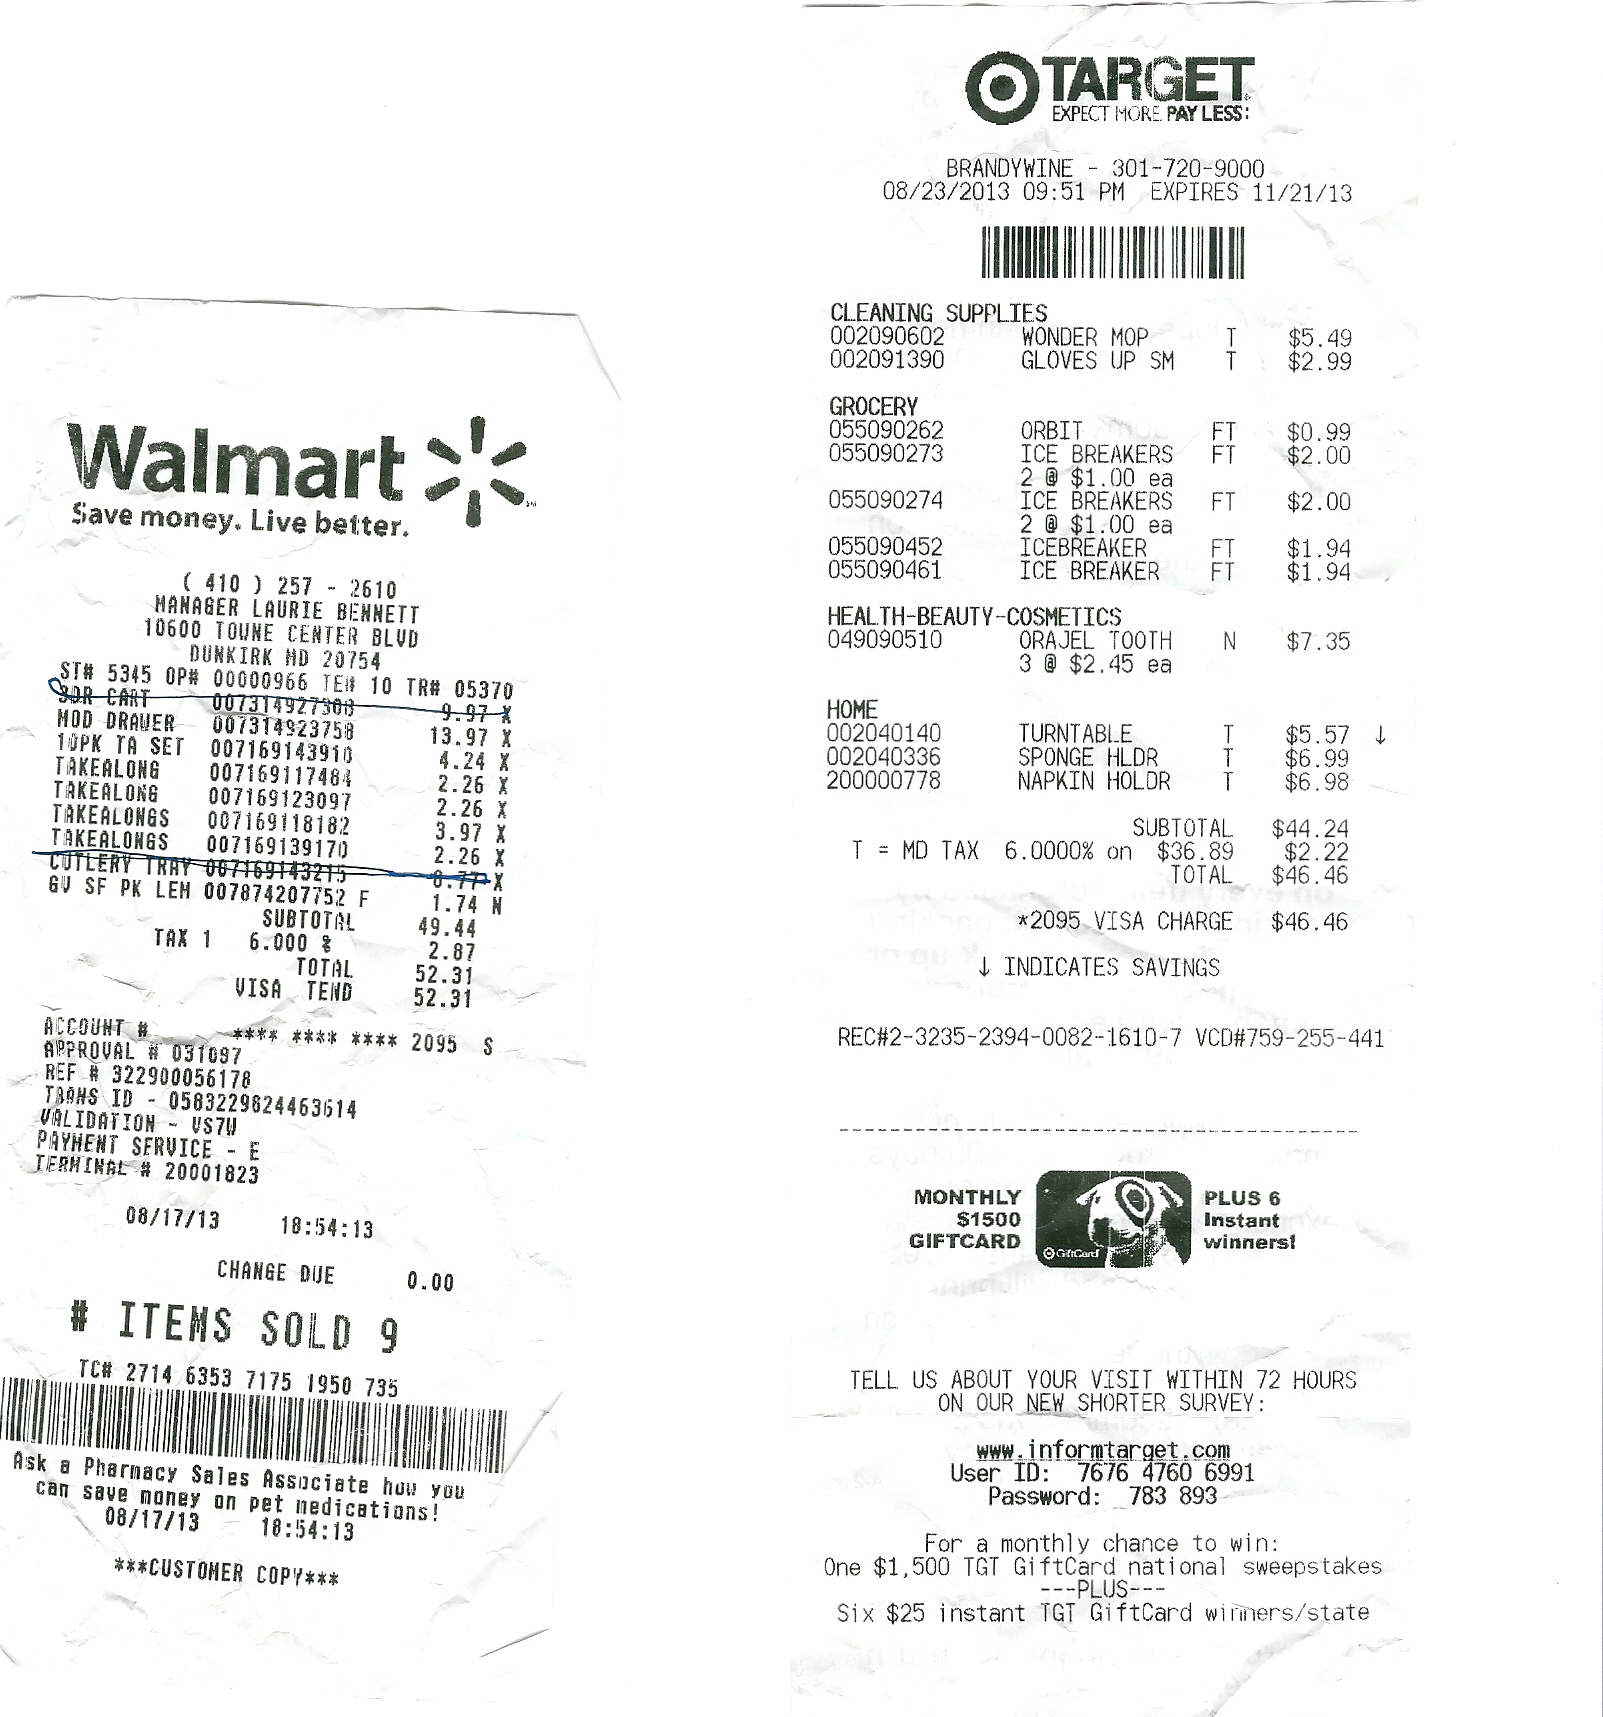 Walmart
Save money. Live better.
( 410 ) 257 - 2610
MANAGER LAURIE BENNETT
10600 TOWNE CENTER BLVD
DUNKIRK MD 20754
ST# 5345 OP# 00000966 TE# 10 TR# 05370
3DR CART 007314927308 9.97 X
MOD DRAWER 007314923758 13.97 X
10PK TA SET 007169143910 4.24 X
TAKEALONG 007169117484 2.26 X
TAKEALONG 007169123097 2.26 X
TAKEALONGS 007169118182 3.97 X
TAKEALONGS 007169139170 2.26 X
CUTLERY TRAY 007169143215 8.77 X
GV SF PK LEM 007874207752 F 1.74 N
SUBTOTAL 49.44
TAX 1 6.000 % 2.87
TOTAL 52.31
VISA TEND 52.31
ACCOUNT # **** **** **** 2095 S
APPROVAL # 031097
REF # 322900056178
TRANS ID - 0583229824463614
VALIDATION - VS7W
PAYMENT SERVICE - E
TERMINAL # 20001823
08/17/13 18:54:13
CHANGE DUE 0.00
# ITEMS SOLD 9
TC# 2714 6353 7175 1950 735
Ask a Pharmacy Sales Associate how you
can save money on pet medications!
08/17/13 18:54:13
***CUSTOMER COPY***
TARGET
EXPECT MORE. PAY LESS.
BRANDYWINE - 301-720-9000
08/23/2013 09:51 PM EXPIRES 11/21/13
CLEANING SUPPLIES
002090602 WONDER MOP T $5.49
002091390 GLOVES UP SM T $2.99
GROCERY
055090262 ORBIT FT $0.99
055090273 ICE BREAKERS FT $2.00
2 @ $1.00 ea
055090274 ICE BREAKERS FT $2.00
2 @ $1.00 ea
055090452 ICEBREAKER FT $1.94
055090461 ICE BREAKER FT $1.94
HEALTH-BEAUTY-COSMETICS
049090510 ORAJEL TOOTH N $7.35
3 @ $2.45 ea
HOME
002040140 TURNTABLE T $5.57 ↓
002040336 SPONGE HLDR T $6.99
200000778 NAPKIN HOLDR T $6.98
SUBTOTAL $44.24
T = MD TAX 6.0000% on $36.89 $2.22
TOTAL $46.46
*2095 VISA CHARGE $46.46
↓ INDICATES SAVINGS
REC#2-3235-2394-0082-1610-7 VCD#759-255-441
MONTHLY $1500 GIFTCARD
GiftCard
PLUS 6 Instant winners!
TELL US ABOUT YOUR VISIT WITHIN 72 HOURS
ON OUR NEW SHORTER SURVEY:
www.informtarget.com
User ID: 7676 4760 6991
Password: 783 893
For a monthly chance to win:
One $1,500 TGT GiftCard national sweepstakes
---PLUS---
Six $25 instant TGT GiftCard winners/state